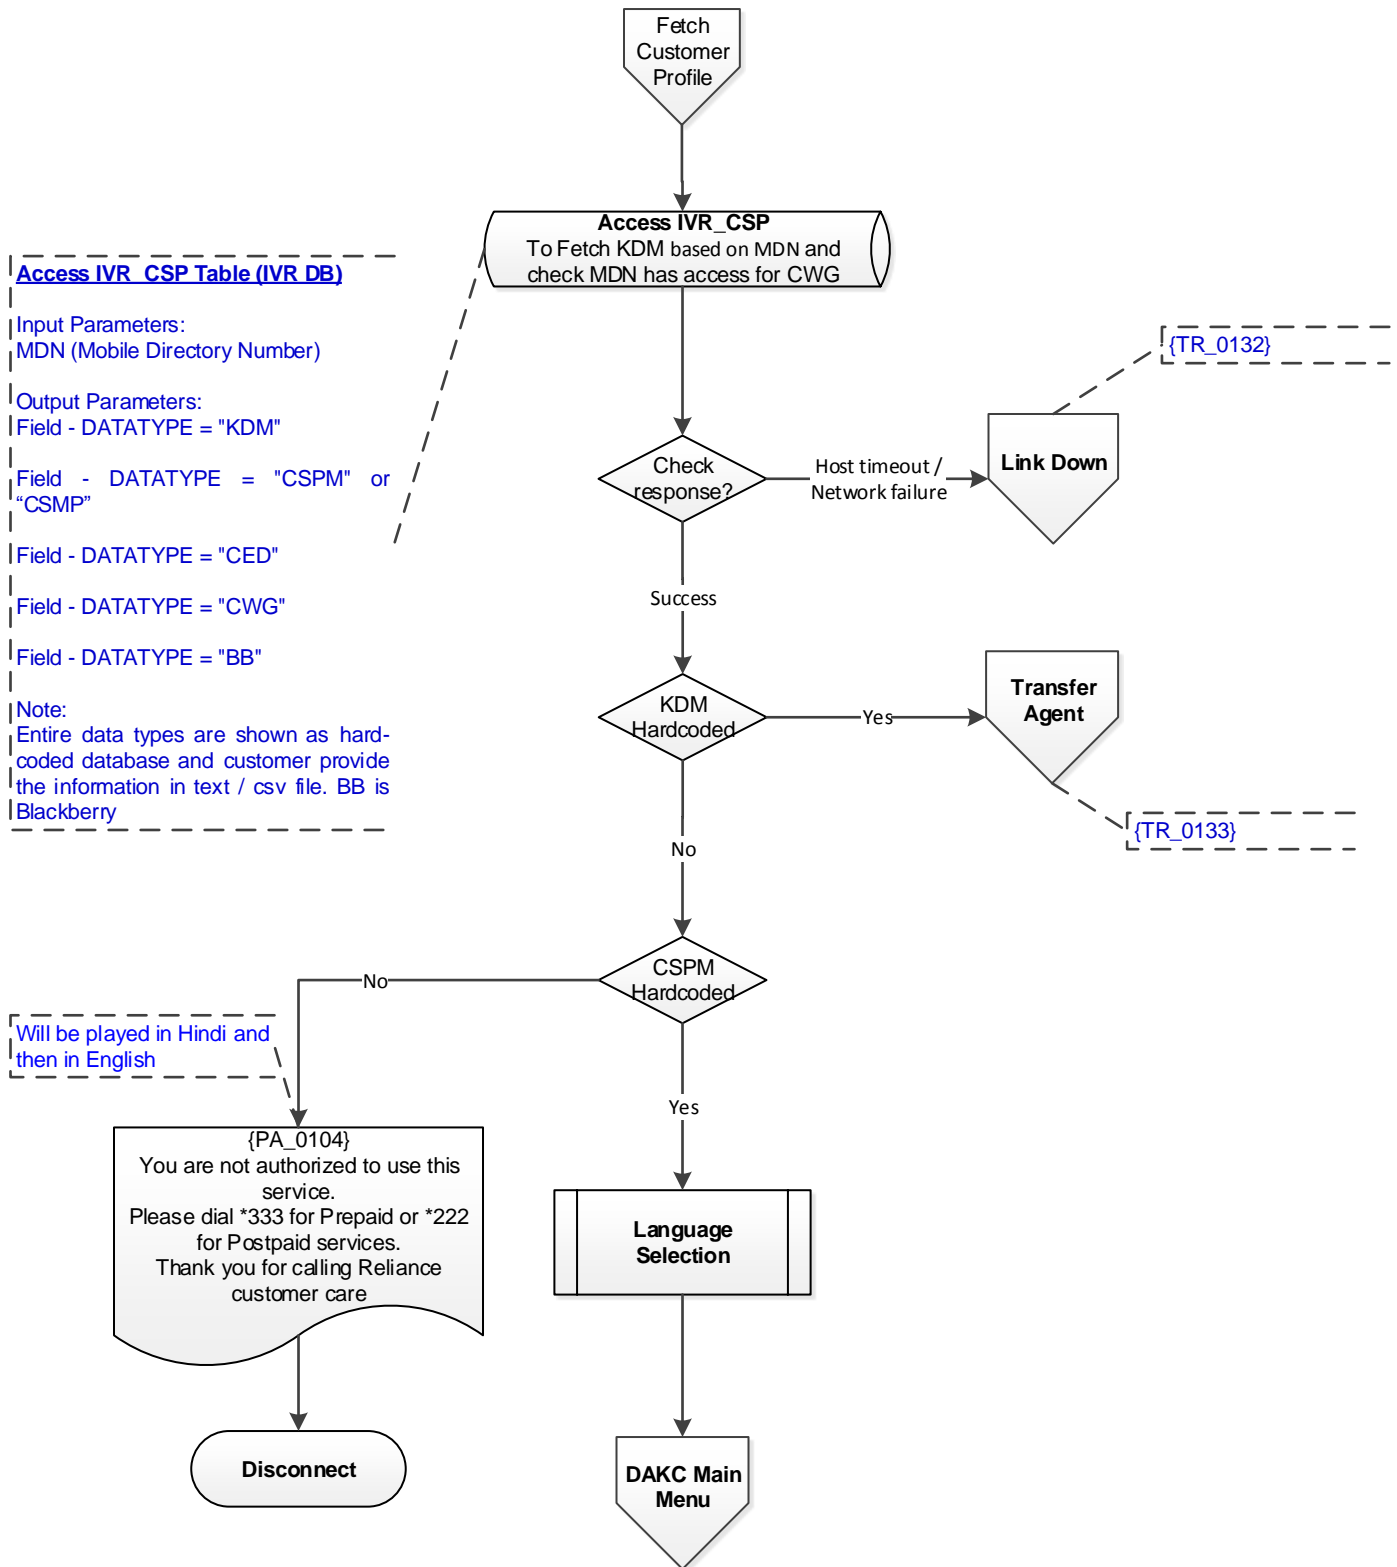 Fetch
Customer
Profile
Access IVR_CSP
To Fetch KDM based on MDN and
check MDN has access for CWG
Access IVR_CSP Table (IVR DB)
Input Parameters:
MDN (Mobile Directory Number)
Output Parameters:
Field - DATATYPE = "KDM"
Field - DATATYPE = "CSPM" or
“CSMP”
Field - DATATYPE = "CED"
Field - DATATYPE = "CWG"
Field - DATATYPE = "BB"
Note:
Entire data types are shown as hard-
coded database and customer provide
the information in text / csv file. BB is
Blackberry
{TR_0132}
Check
response?
Host timeout /
Network failure
Link Down
Success
KDM
Hardcoded
Yes
Transfer
Agent
{TR_0133}
No
CSPM
Hardcoded
No
Will be played in Hindi and
then in English
Yes
{PA_0104}
You are not authorized to use this
service.
Please dial *333 for Prepaid or *222
for Postpaid services.
Thank you for calling Reliance
customer care
Language
Selection
Disconnect
DAKC Main
Menu